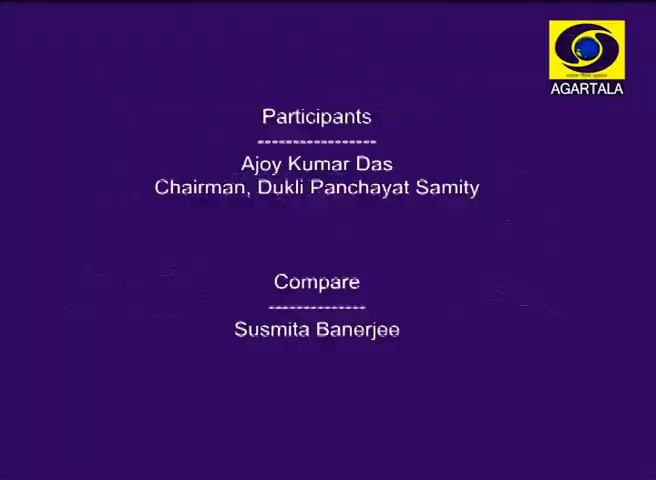 AGARTALA
Participants
-----------------
Ajoy Kumar Das
Chairman, Dukli Panchayat Samity
Compare
--------------
Susmita Banerjee